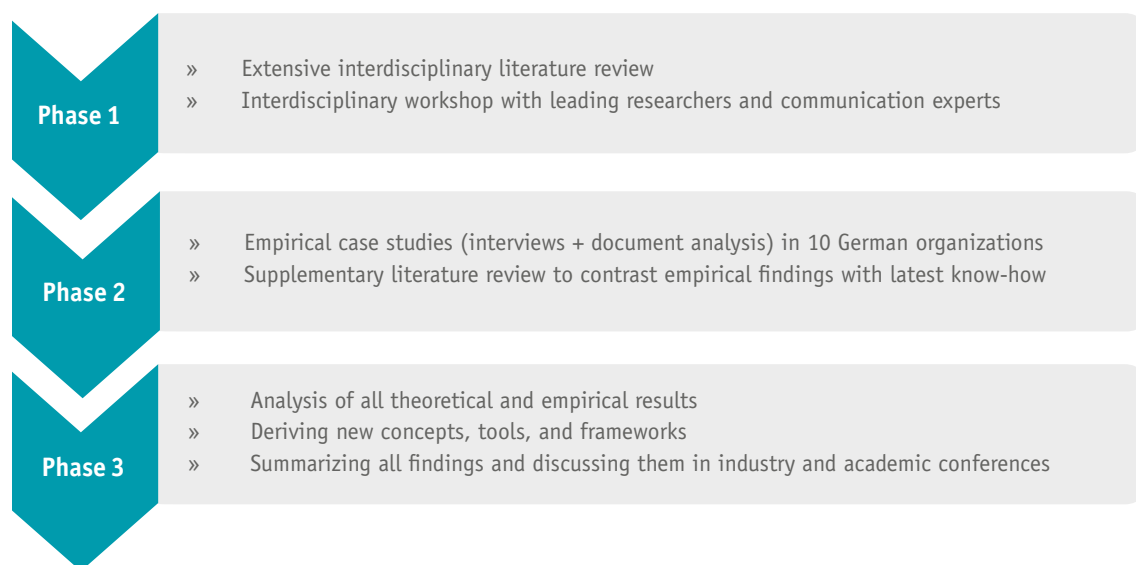 Phase 1
» Extensive interdisciplinary literature review
» Interdisciplinary workshop with leading researchers and communication experts
Phase 2
» Empirical case studies (interviews + document analysis) in 10 German organizations
» Supplementary literature review to contrast empirical findings with latest know-how
Phase 3
» Analysis of all theoretical and empirical results
» Deriving new concepts, tools, and frameworks
» Summarizing all findings and discussing them in industry and academic conferences